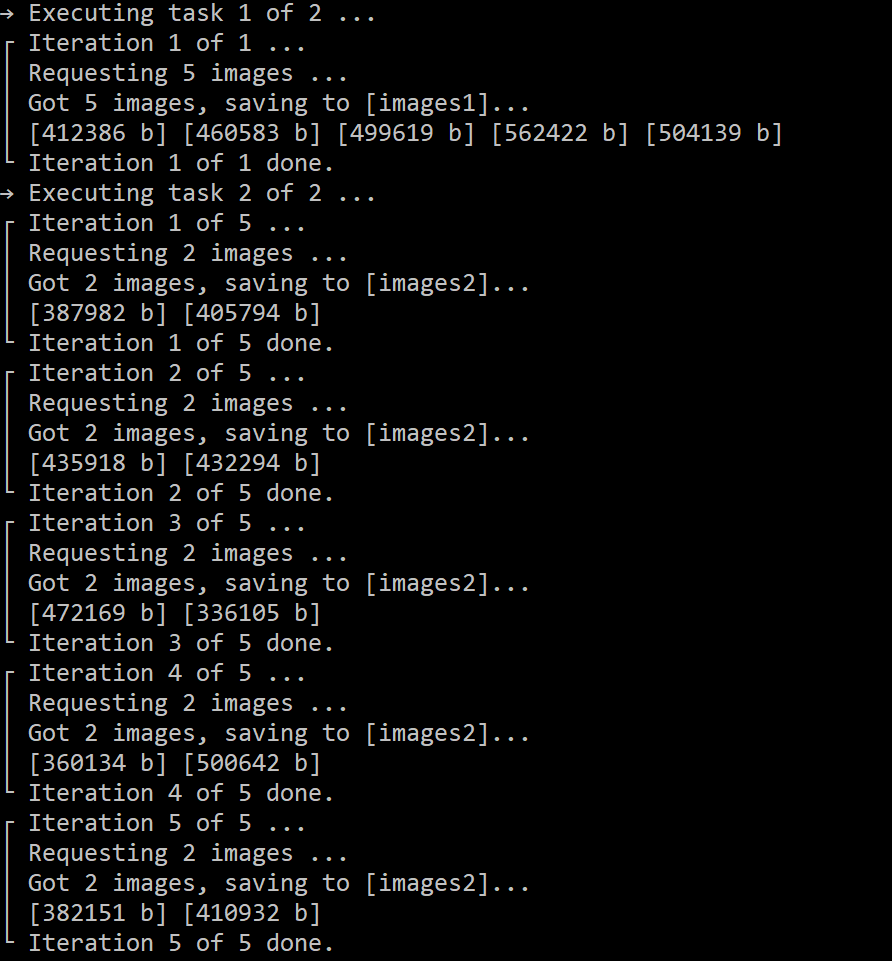 → Executing task 1 of 2 ...
┌ Iteration 1 of 1 ...
│ Requesting 5 images ...
│ Got 5 images, saving to [images1]...
│ [412386 b] [460583 b] [499619 b] [562422 b] [504139 b]
└ Iteration 1 of 1 done.
→ Executing task 2 of 2 ...
┌ Iteration 1 of 5 ...
│ Requesting 2 images ...
│ Got 2 images, saving to [images2]...
│ [387982 b] [405794 b]
└ Iteration 1 of 5 done.
┌ Iteration 2 of 5 ...
│ Requesting 2 images ...
│ Got 2 images, saving to [images2]...
│ [435918 b] [432294 b]
└ Iteration 2 of 5 done.
┌ Iteration 3 of 5 ...
│ Requesting 2 images ...
│ Got 2 images, saving to [images2]...
│ [472169 b] [336105 b]
└ Iteration 3 of 5 done.
┌ Iteration 4 of 5 ...
│ Requesting 2 images ...
│ Got 2 images, saving to [images2]...
│ [360134 b] [500642 b]
└ Iteration 4 of 5 done.
┌ Iteration 5 of 5 ...
│ Requesting 2 images ...
│ Got 2 images, saving to [images2]...
│ [382151 b] [410932 b]
└ Iteration 5 of 5 done.